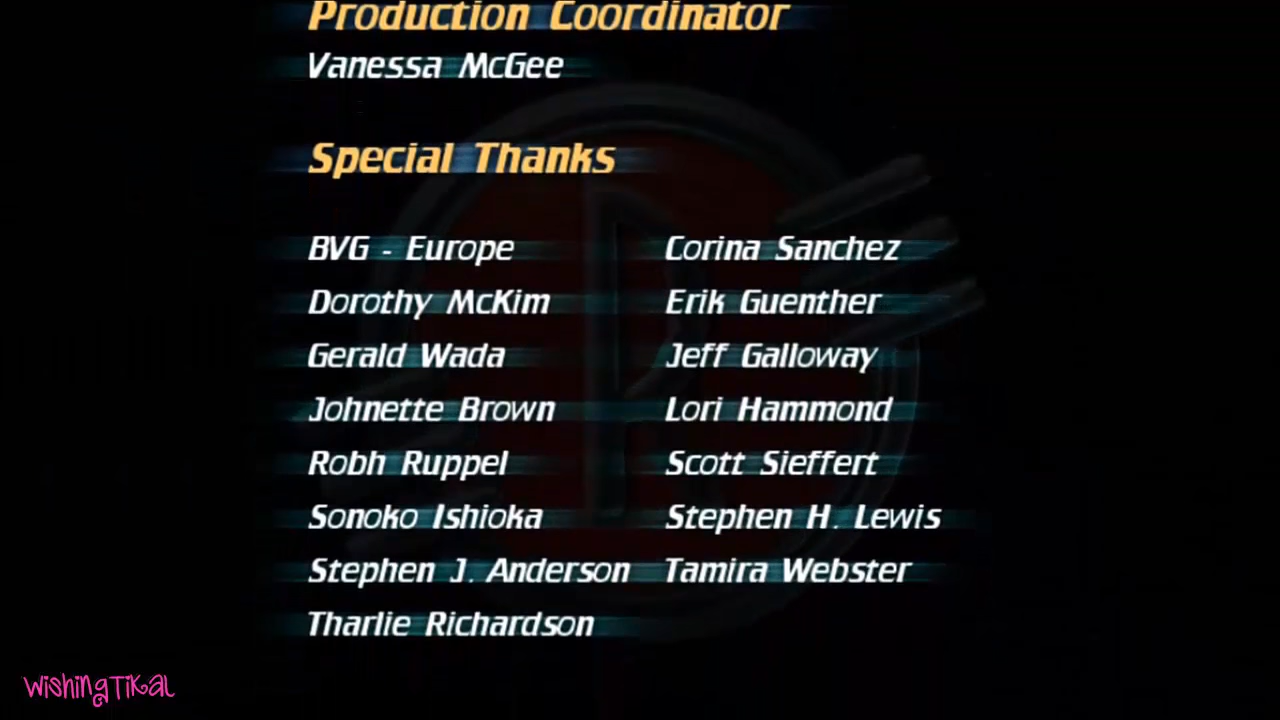 Production Coordinator
Vanessa McGee
Special Thanks
BVG - Europe
Dorothy McKim
Gerald Wada
Johnette Brown
Robh Ruppel
Sonoko Ishioka
Stephen J. Anderson
Tharlie Richardson
Corina Sanchez
Erik Guenther
Jeff Galloway
Lori Hammond
Scott Sieffert
Stephen H. Lewis
Tamira Webster
WishingTikal